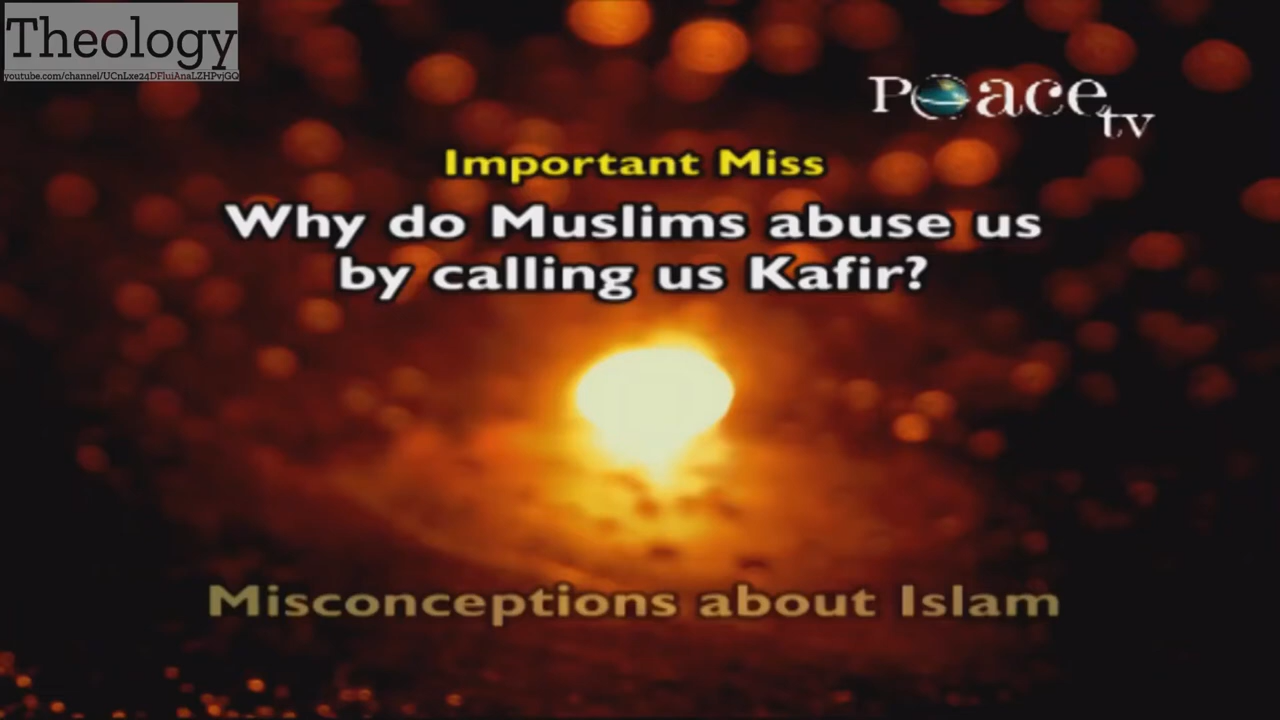 Theology
youtube.com/channel/UCnLxe24DFluiAnaLZHPvjGQ
Peace tv
Important Miss
Why do Muslims abuse us
by calling us Kafir?
Misconceptions about Islam